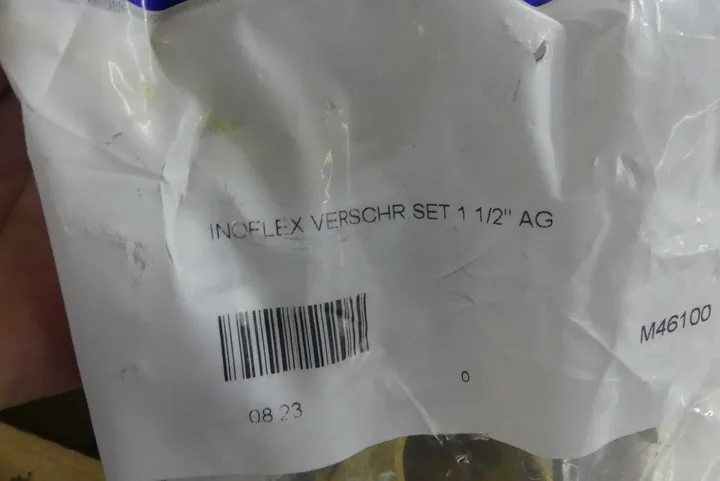 INOFLEX VERSCHR.SET 1 1/2" AG
M46100
0
08.23